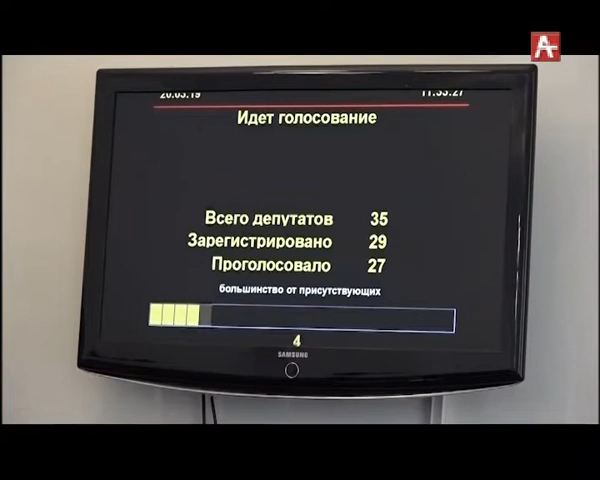 A
20.03.19 11:33:27
Идет голосование
Всего депутатов 35
Зарегистрировано 29
Проголосовало 27
большинство от присутствующих
4
SAMSUNG